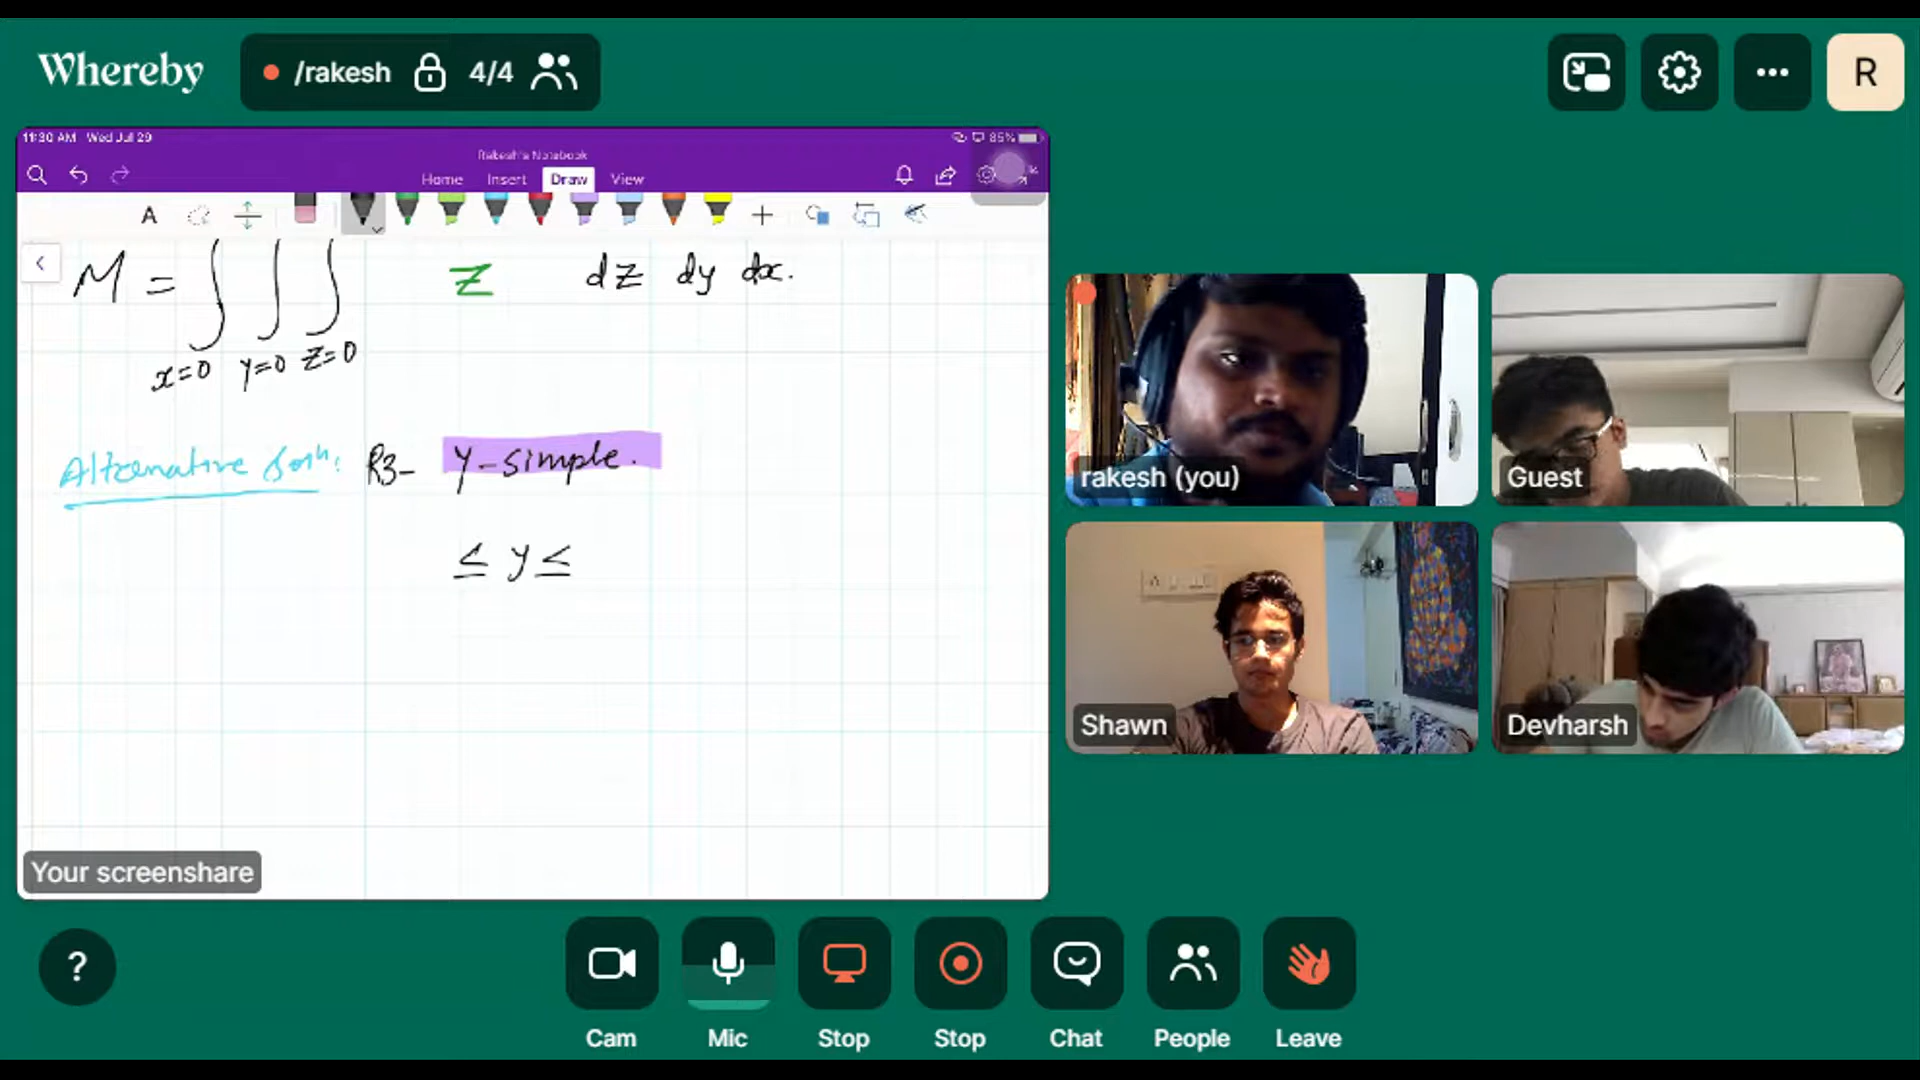 Whereby
/rakesh 4/4
R
11:30 AM Wed Jul 29
85%
Rakesh's Notebook
Home Insert Draw View
A
M = ∫ ∫ ∫ Z dz dy dx.
x=0 y=0 z=0
Alternative Solⁿ: R3- Y-simple.
≤ y ≤
Your screenshare
rakesh (you)
Guest
Shawn
Devharsh
?
Cam Mic Stop Stop Chat People Leave